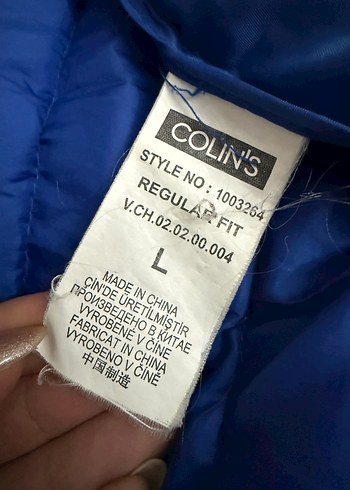 COLIN'S
STYLE NO : 1003264
REGULAR FIT
V.CH.02.02.00.004
L
MADE IN CHINA
ÇİN'DE ÜRETİLMİŞTİR
ПРОИЗВЕДЕНО В КИТАЕ
VYROBENÉ V ČÍNE
FABRICAT IN CHINA
VYROBENO V ČÍNĚ
中国制造